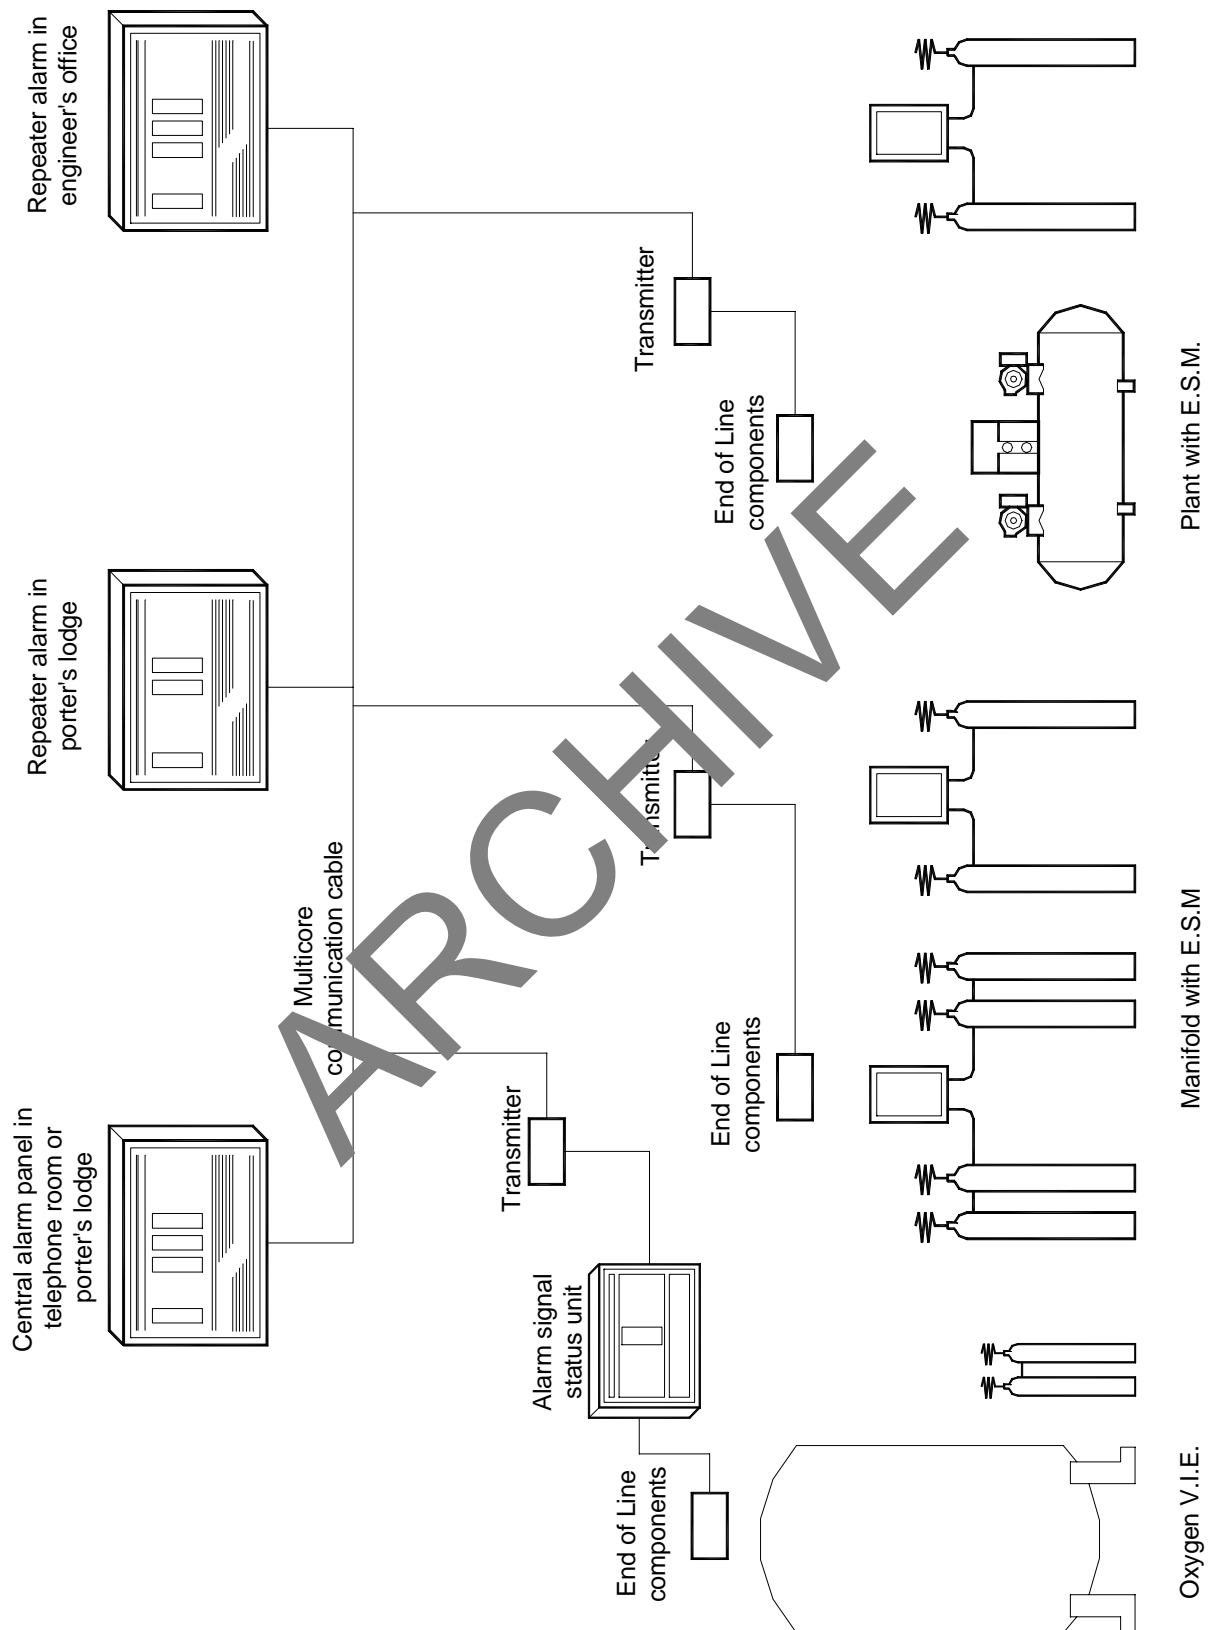 Central alarm panel in
telephone room or
porter's lodge
Repeater alarm in
porter's lodge
Repeater alarm in
engineer's office
Multicore
communication cable
Transmitter
Transmitter
Transmitter
Alarm signal
status unit
End of Line
components
End of Line
components
End of Line
components
Oxygen V.I.E.
Manifold with E.S.M
Plant with E.S.M.
ARCHIVE